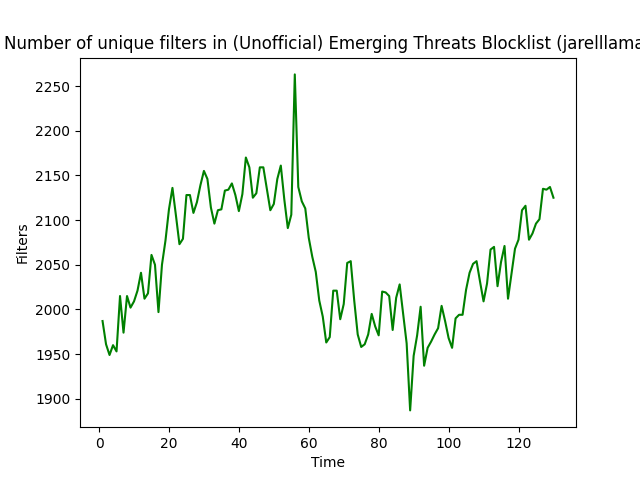 Number of unique filters in (Unofficial) Emerging Threats Blocklist (jarelllama
2250
2200
2150
2100
2050
2000
1950
1900
Filters
0 20 40 60 80 100 120
Time